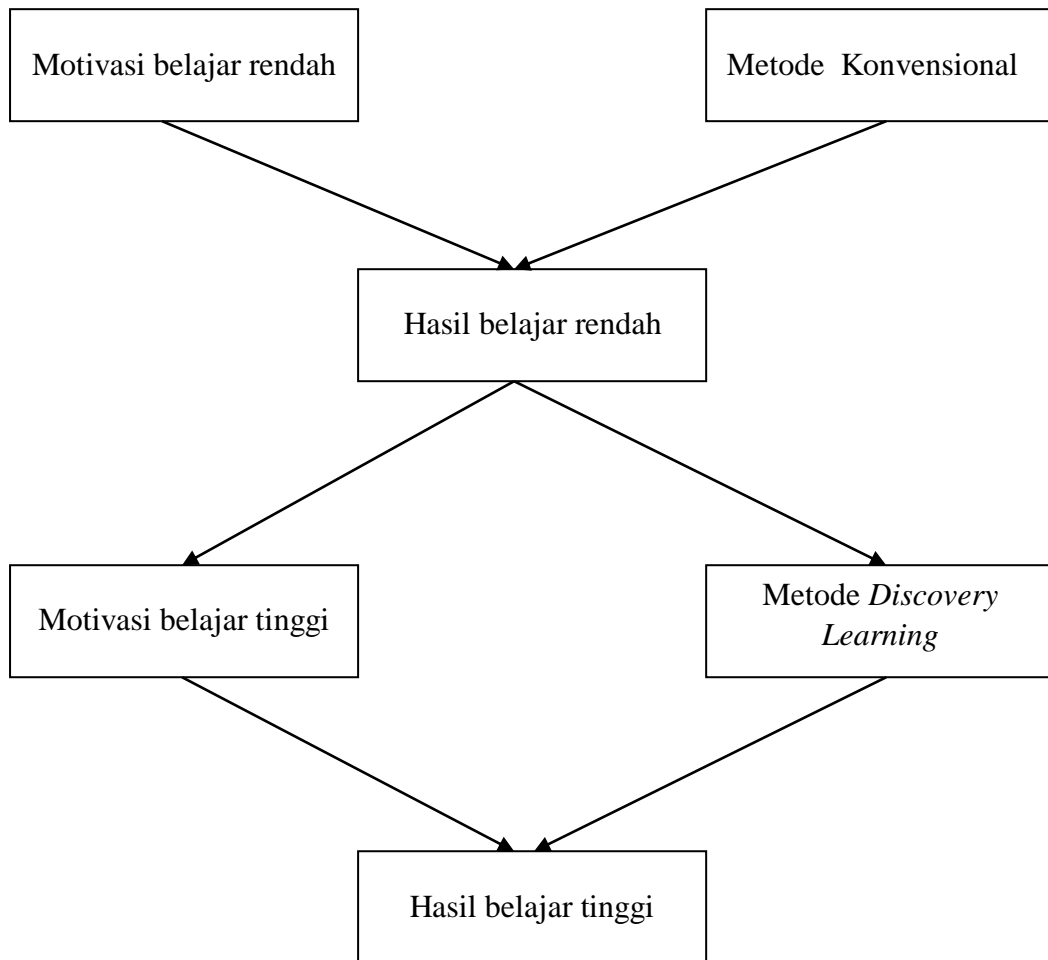 Motivasi belajar rendah
Metode Konvensional
Hasil belajar rendah
Motivasi belajar tinggi
Metode Discovery
Learning
Hasil belajar tinggi